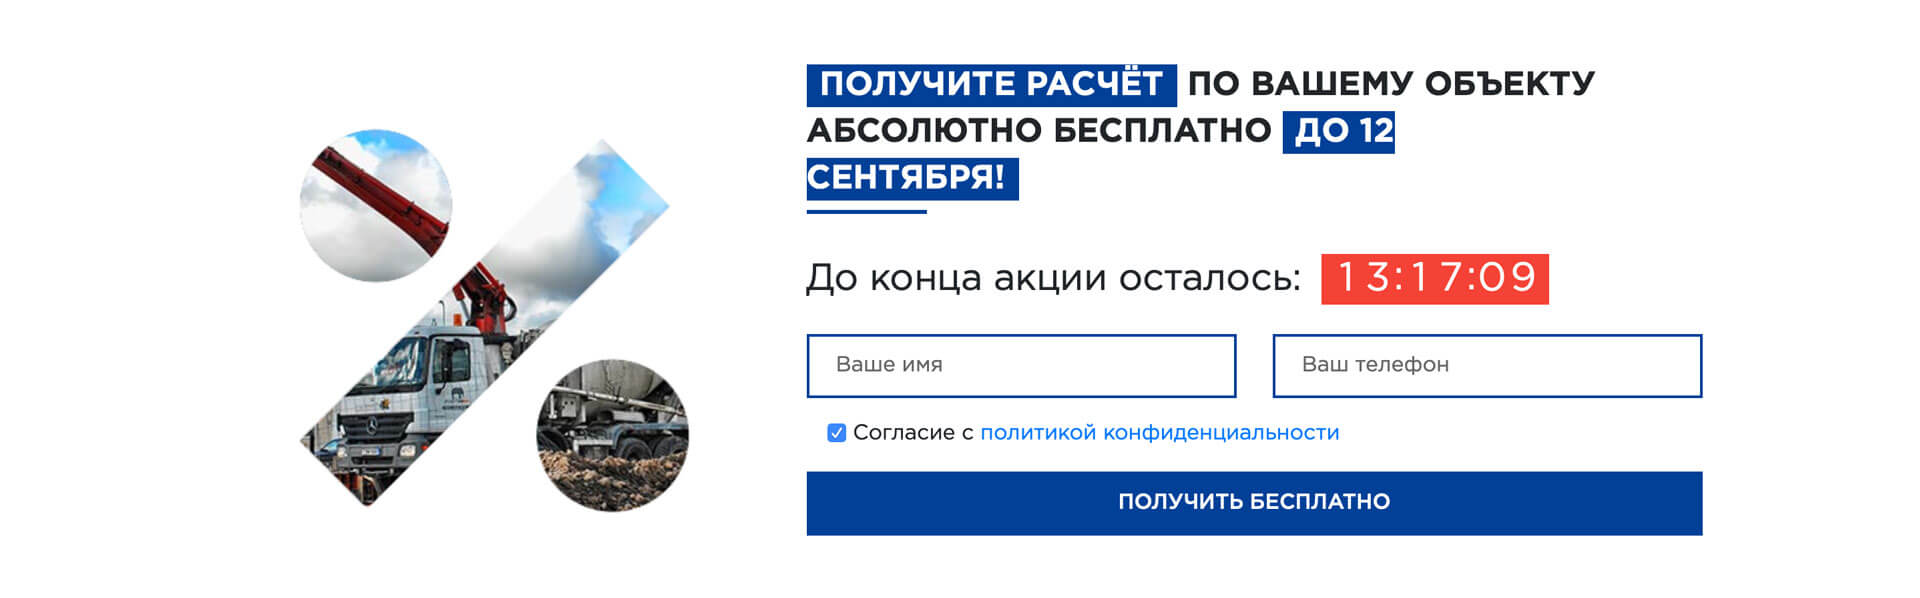 ПОЛУЧИТЕ РАСЧЁТ ПО ВАШЕМУ ОБЪЕКТУ
АБСОЛЮТНО БЕСПЛАТНО ДО 12
СЕНТЯБРЯ!
До конца акции осталось: 13:17:09
Ваше имя
Ваш телефон
Согласие с политикой конфиденциальности
ПОЛУЧИТЬ БЕСПЛАТНО